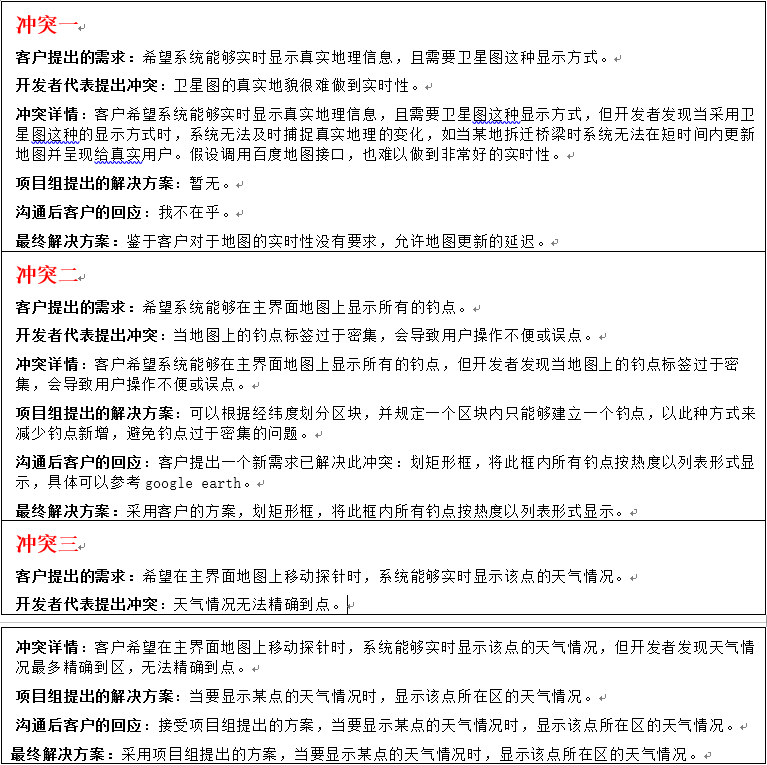 冲突一
客户提出的需求：希望系统能够实时显示真实地理信息，且需要卫星图这种显示方式。
开发者代表提出冲突：卫星图的真实地貌很难做到实时性。
冲突详情：客户希望系统能够实时显示真实地理信息，且需要卫星图这种显示方式，但开发者发现当采用卫
星图这种的显示方式时，系统无法及时捕捉真实地理的变化，如当某地拆迁桥梁时系统无法在短时间内更新
地图并呈现给真实用户。假设调用百度地图接口，也难以做到非常好的实时性。
项目组提出的解决方案：暂无。
沟通后客户的回应：我不在乎。
最终解决方案：鉴于客户对于地图的实时性没有要求，允许地图更新的延迟。
冲突二
客户提出的需求：希望系统能够在主界面地图上显示所有的钓点。
开发者代表提出冲突：当地图上的钓点标签过于密集，会导致用户操作不便或误点。
冲突详情：客户希望系统能够在主界面地图上显示所有的钓点，但开发者发现当地图上的钓点标签过于密
集，会导致用户操作不便或误点。
项目组提出的解决方案：可以根据经纬度划分区块，并规定一个区块内只能够建立一个钓点，以此种方式来
减少钓点新增，避免钓点过于密集的问题。
沟通后客户的回应：客户提出一个新需求已解决此冲突：划矩形框，将此框内所有钓点按热度以列表形式显
示，具体可以参考 google earth。
最终解决方案：采用客户的方案，划矩形框，将此框内所有钓点按热度以列表形式显示。
冲突三
客户提出的需求：希望在主界面地图上移动探针时，系统能够实时显示该点的天气情况。
开发者代表提出冲突：天气情况无法精确到点。
冲突详情：客户希望在主界面地图上移动探针时，系统能够实时显示该点的天气情况，但开发者发现天气情
况最多精确到区，无法精确到点。
项目组提出的解决方案：当要显示某点的天气情况时，显示该点所在区的天气情况。
沟通后客户的回应：接受项目组提出的方案，当要显示某点的天气情况时，显示该点所在区的天气情况。
最终解决方案：采用项目组提出的方案，当要显示某点的天气情况时，显示该点所在区的天气情况。